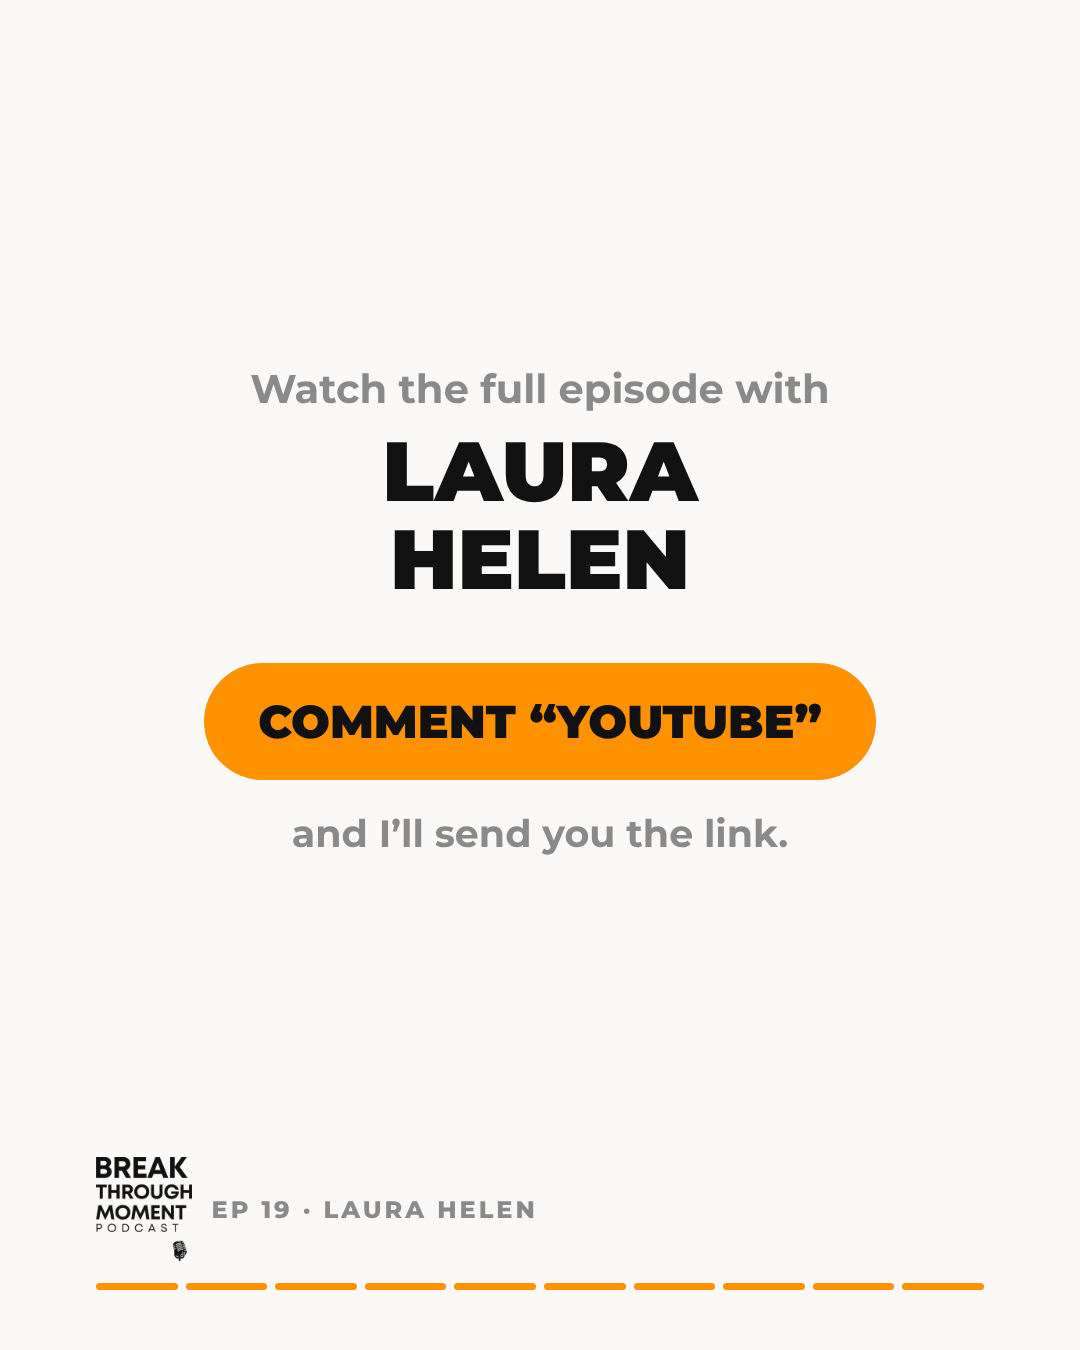 Watch the full episode with
LAURA
HELEN
COMMENT “YOUTUBE”
and I’ll send you the link.
BREAK
THROUGH
MOMENT
PODCAST
EP 19 · LAURA HELEN